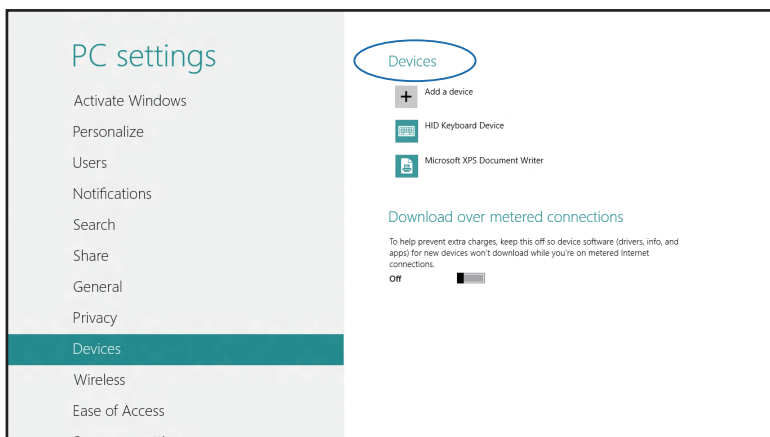 PC settings
Activate Windows
Personalize
Users
Notifications
Search
Share
General
Privacy
Devices
Wireless
Ease of Access
Devices
Add a device
HID Keyboard Device
Microsoft XPS Document Writer
Download over metered connections
To help prevent extra charges, keep this off so device software (drivers, info, and
apps) for new devices won't download while you're on metered Internet
connections.
Off